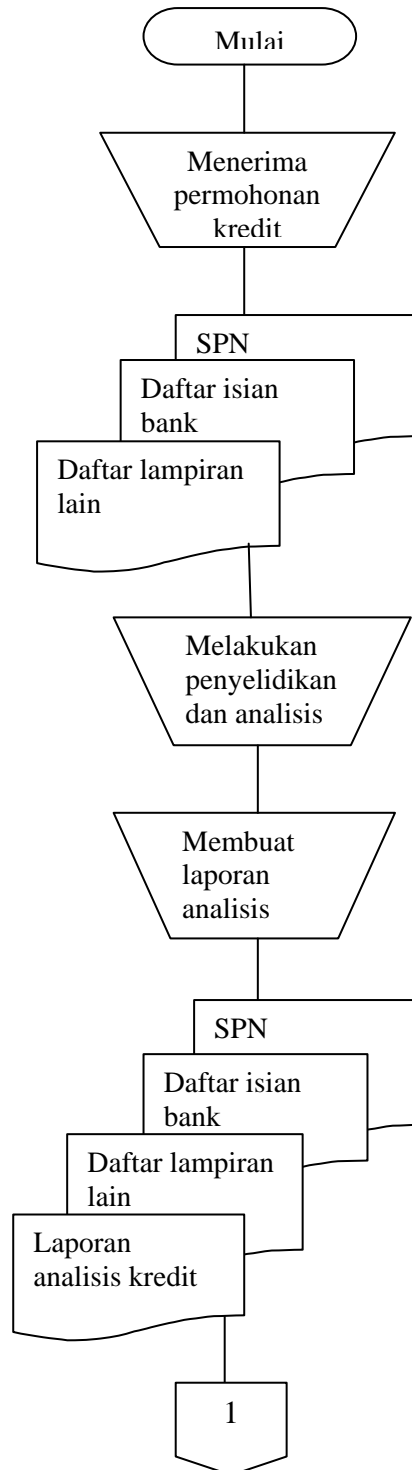 Mulai
Menerima
permohonan
kredit
SPN
Daftar isian
bank
Daftar lampiran
lain
Melakukan
penyelidikan
dan analisis
Membuat
laporan
analisis
SPN
Daftar isian
bank
Daftar lampiran
lain
Laporan
analisis kredit
1